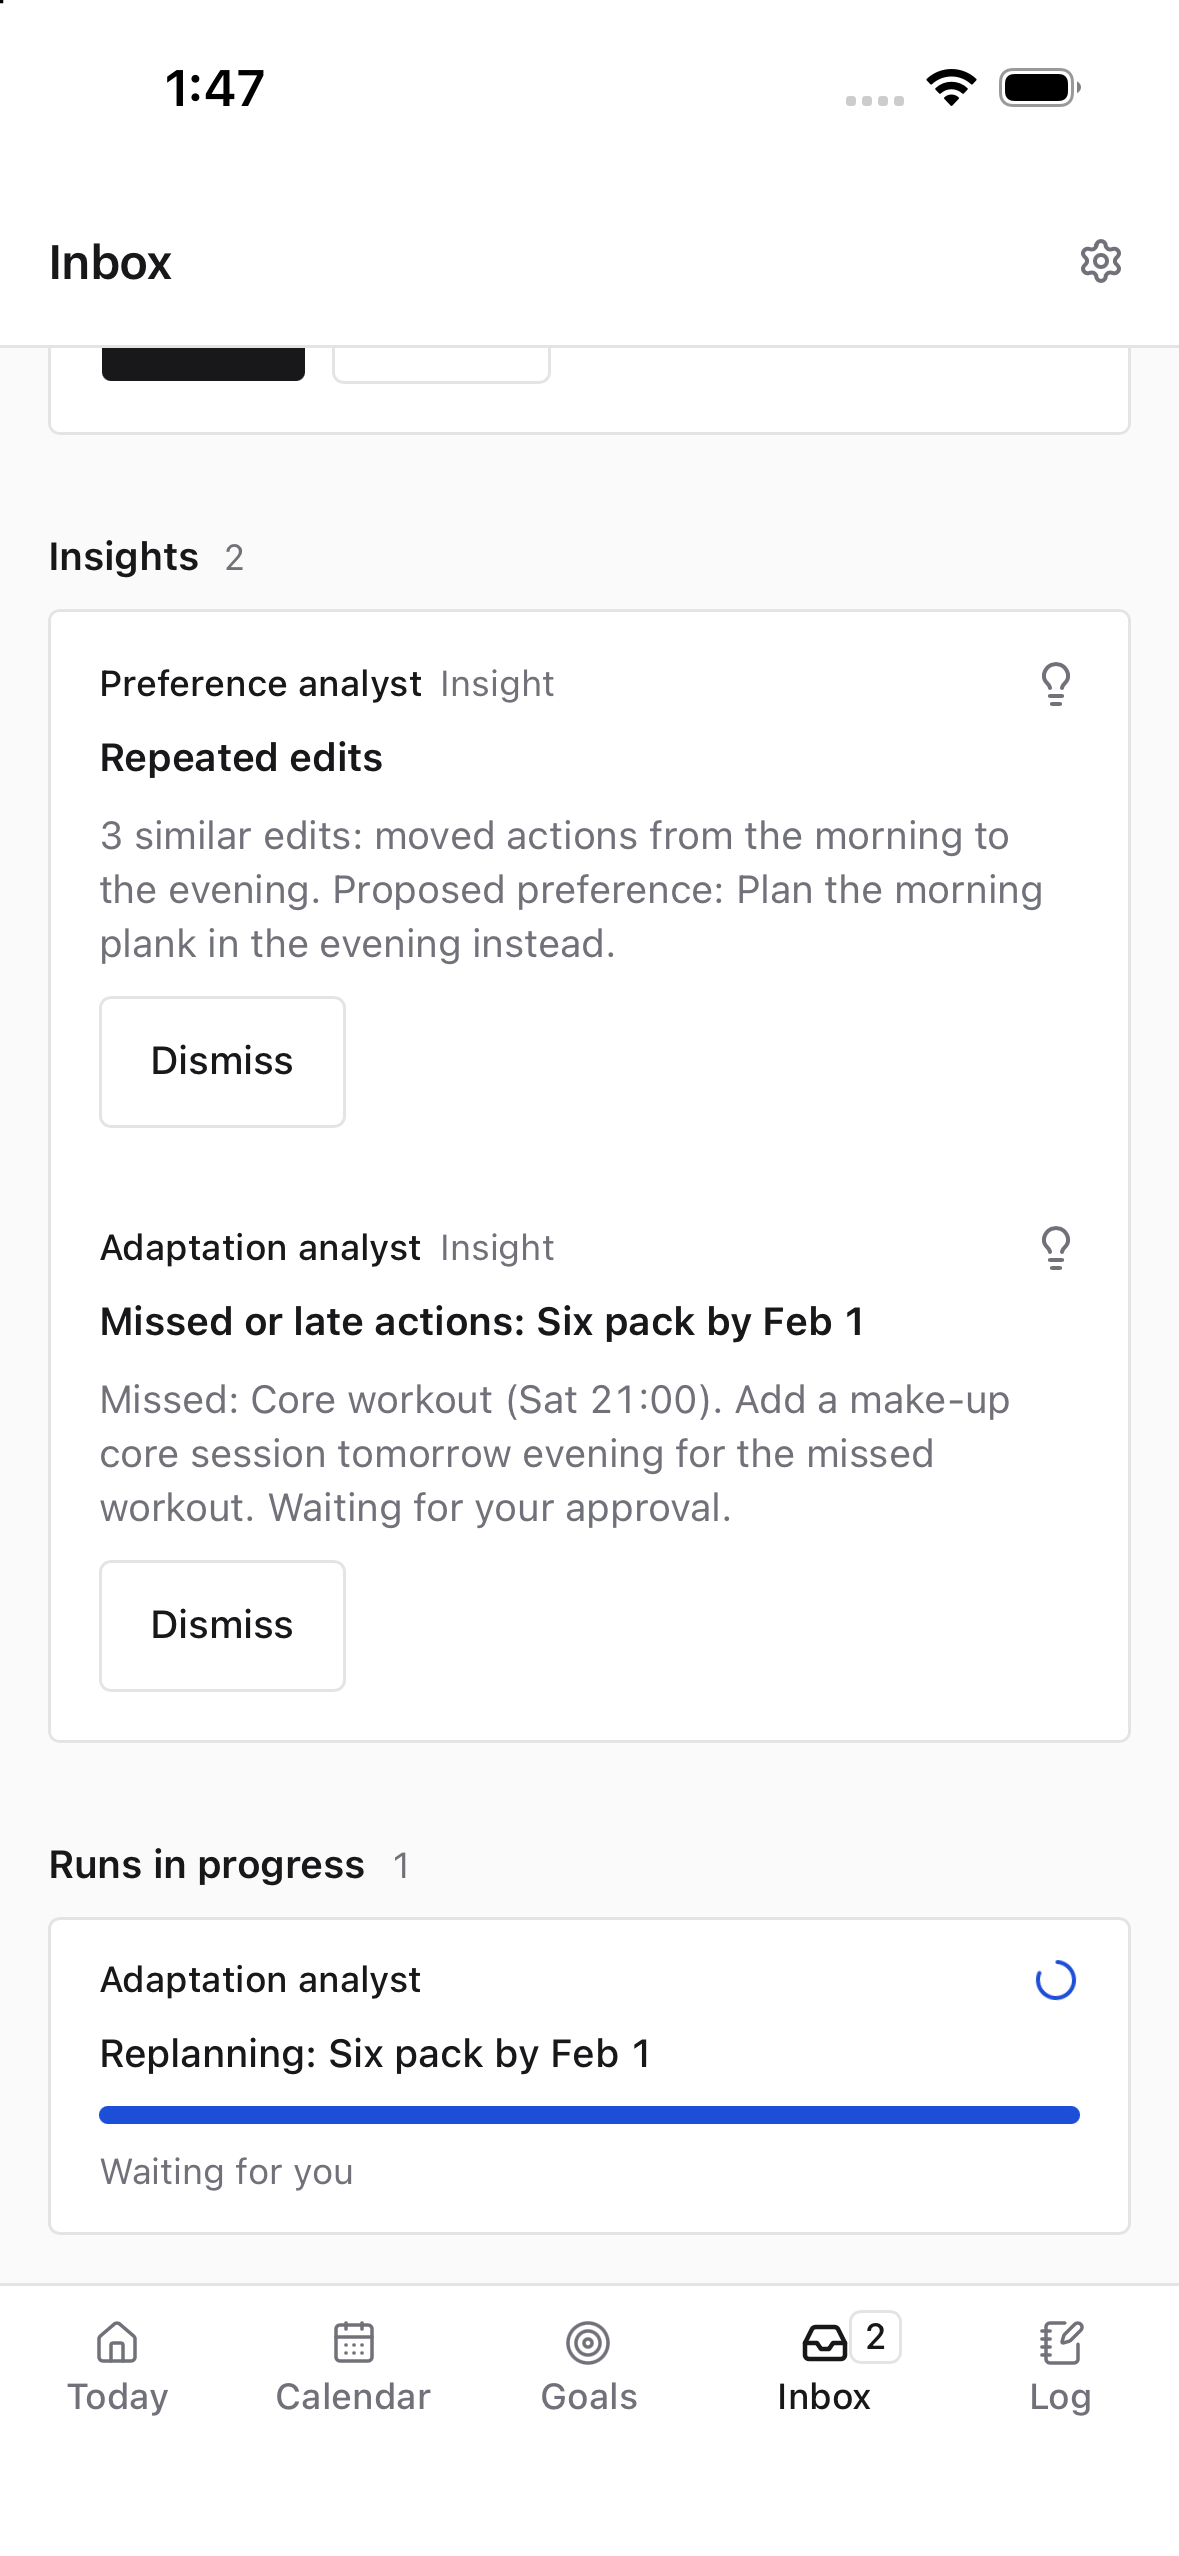 1:47
Inbox
Insights 2
Preference analyst Insight
Repeated edits
3 similar edits: moved actions from the morning to
the evening. Proposed preference: Plan the morning
plank in the evening instead.
Dismiss
Adaptation analyst Insight
Missed or late actions: Six pack by Feb 1
Missed: Core workout (Sat 21:00). Add a make-up
core session tomorrow evening for the missed
workout. Waiting for your approval.
Dismiss
Runs in progress 1
Adaptation analyst
Replanning: Six pack by Feb 1
Waiting for you
2
Today Calendar Goals Inbox Log